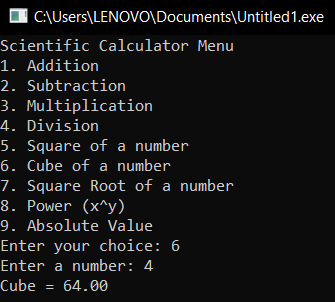 C:\Users\LENOVO\Documents\Untitled1.exe
Scientific Calculator Menu
1. Addition
2. Subtraction
3. Multiplication
4. Division
5. Square of a number
6. Cube of a number
7. Square Root of a number
8. Power (x^y)
9. Absolute Value
Enter your choice: 6
Enter a number: 4
Cube = 64.00